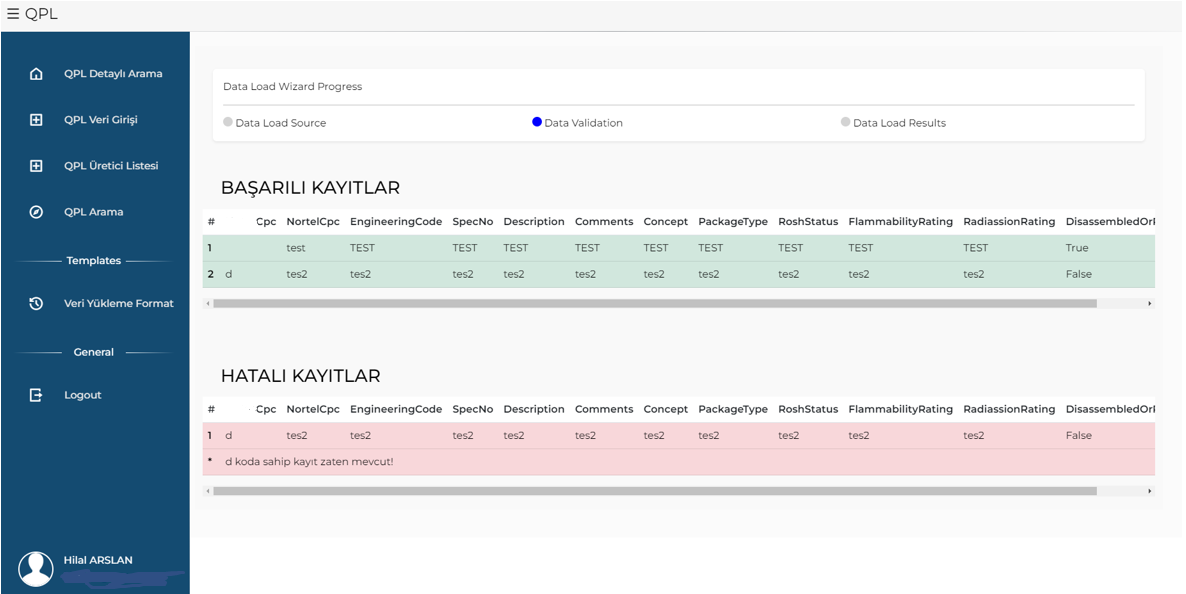 QPL
QPL Detaylı Arama
QPL Veri Girişi
QPL Üretici Listesi
QPL Arama
Templates
Veri Yükleme Format
General
Logout
Hilal ARSLAN
Data Load Wizard Progress
Data Load Source Data Validation Data Load Results
BAŞARILI KAYITLAR
# Cpc NortelCpc EngineeringCode SpecNo Description Comments Concept PackageType RoshStatus FlammabilityRating RadiassionRating
1 test TEST TEST TEST TEST TEST TEST TEST TEST TEST True
2 d tes2 tes2 tes2 tes2 tes2 tes2 tes2 tes2 tes2 tes2 False
HATALI KAYITLAR
# Cpc NortelCpc EngineeringCode SpecNo Description Comments Concept PackageType RoshStatus FlammabilityRating RadiassionRating
1 d tes2 tes2 tes2 tes2 tes2 tes2 tes2 tes2 tes2 tes2 False
* d koda sahip kayıt zaten mevcut!